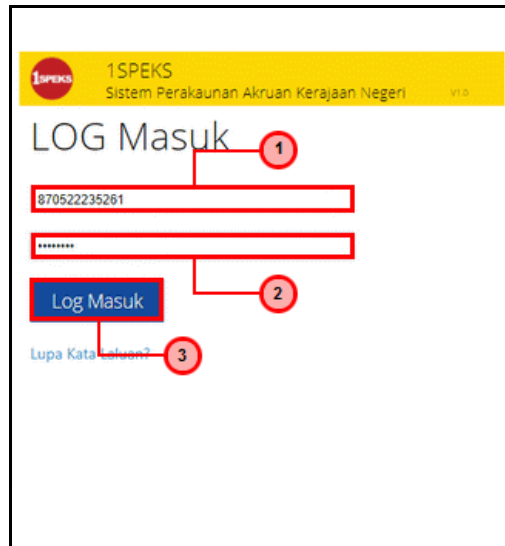 1SPEKS
1SPEKS
Sistem Perakaunan Akruan Kerajaan Negeri V1.0
LOG Masuk
1
870522235261
••••••••
2
Log Masuk
Lupa Kata Laluan?
3